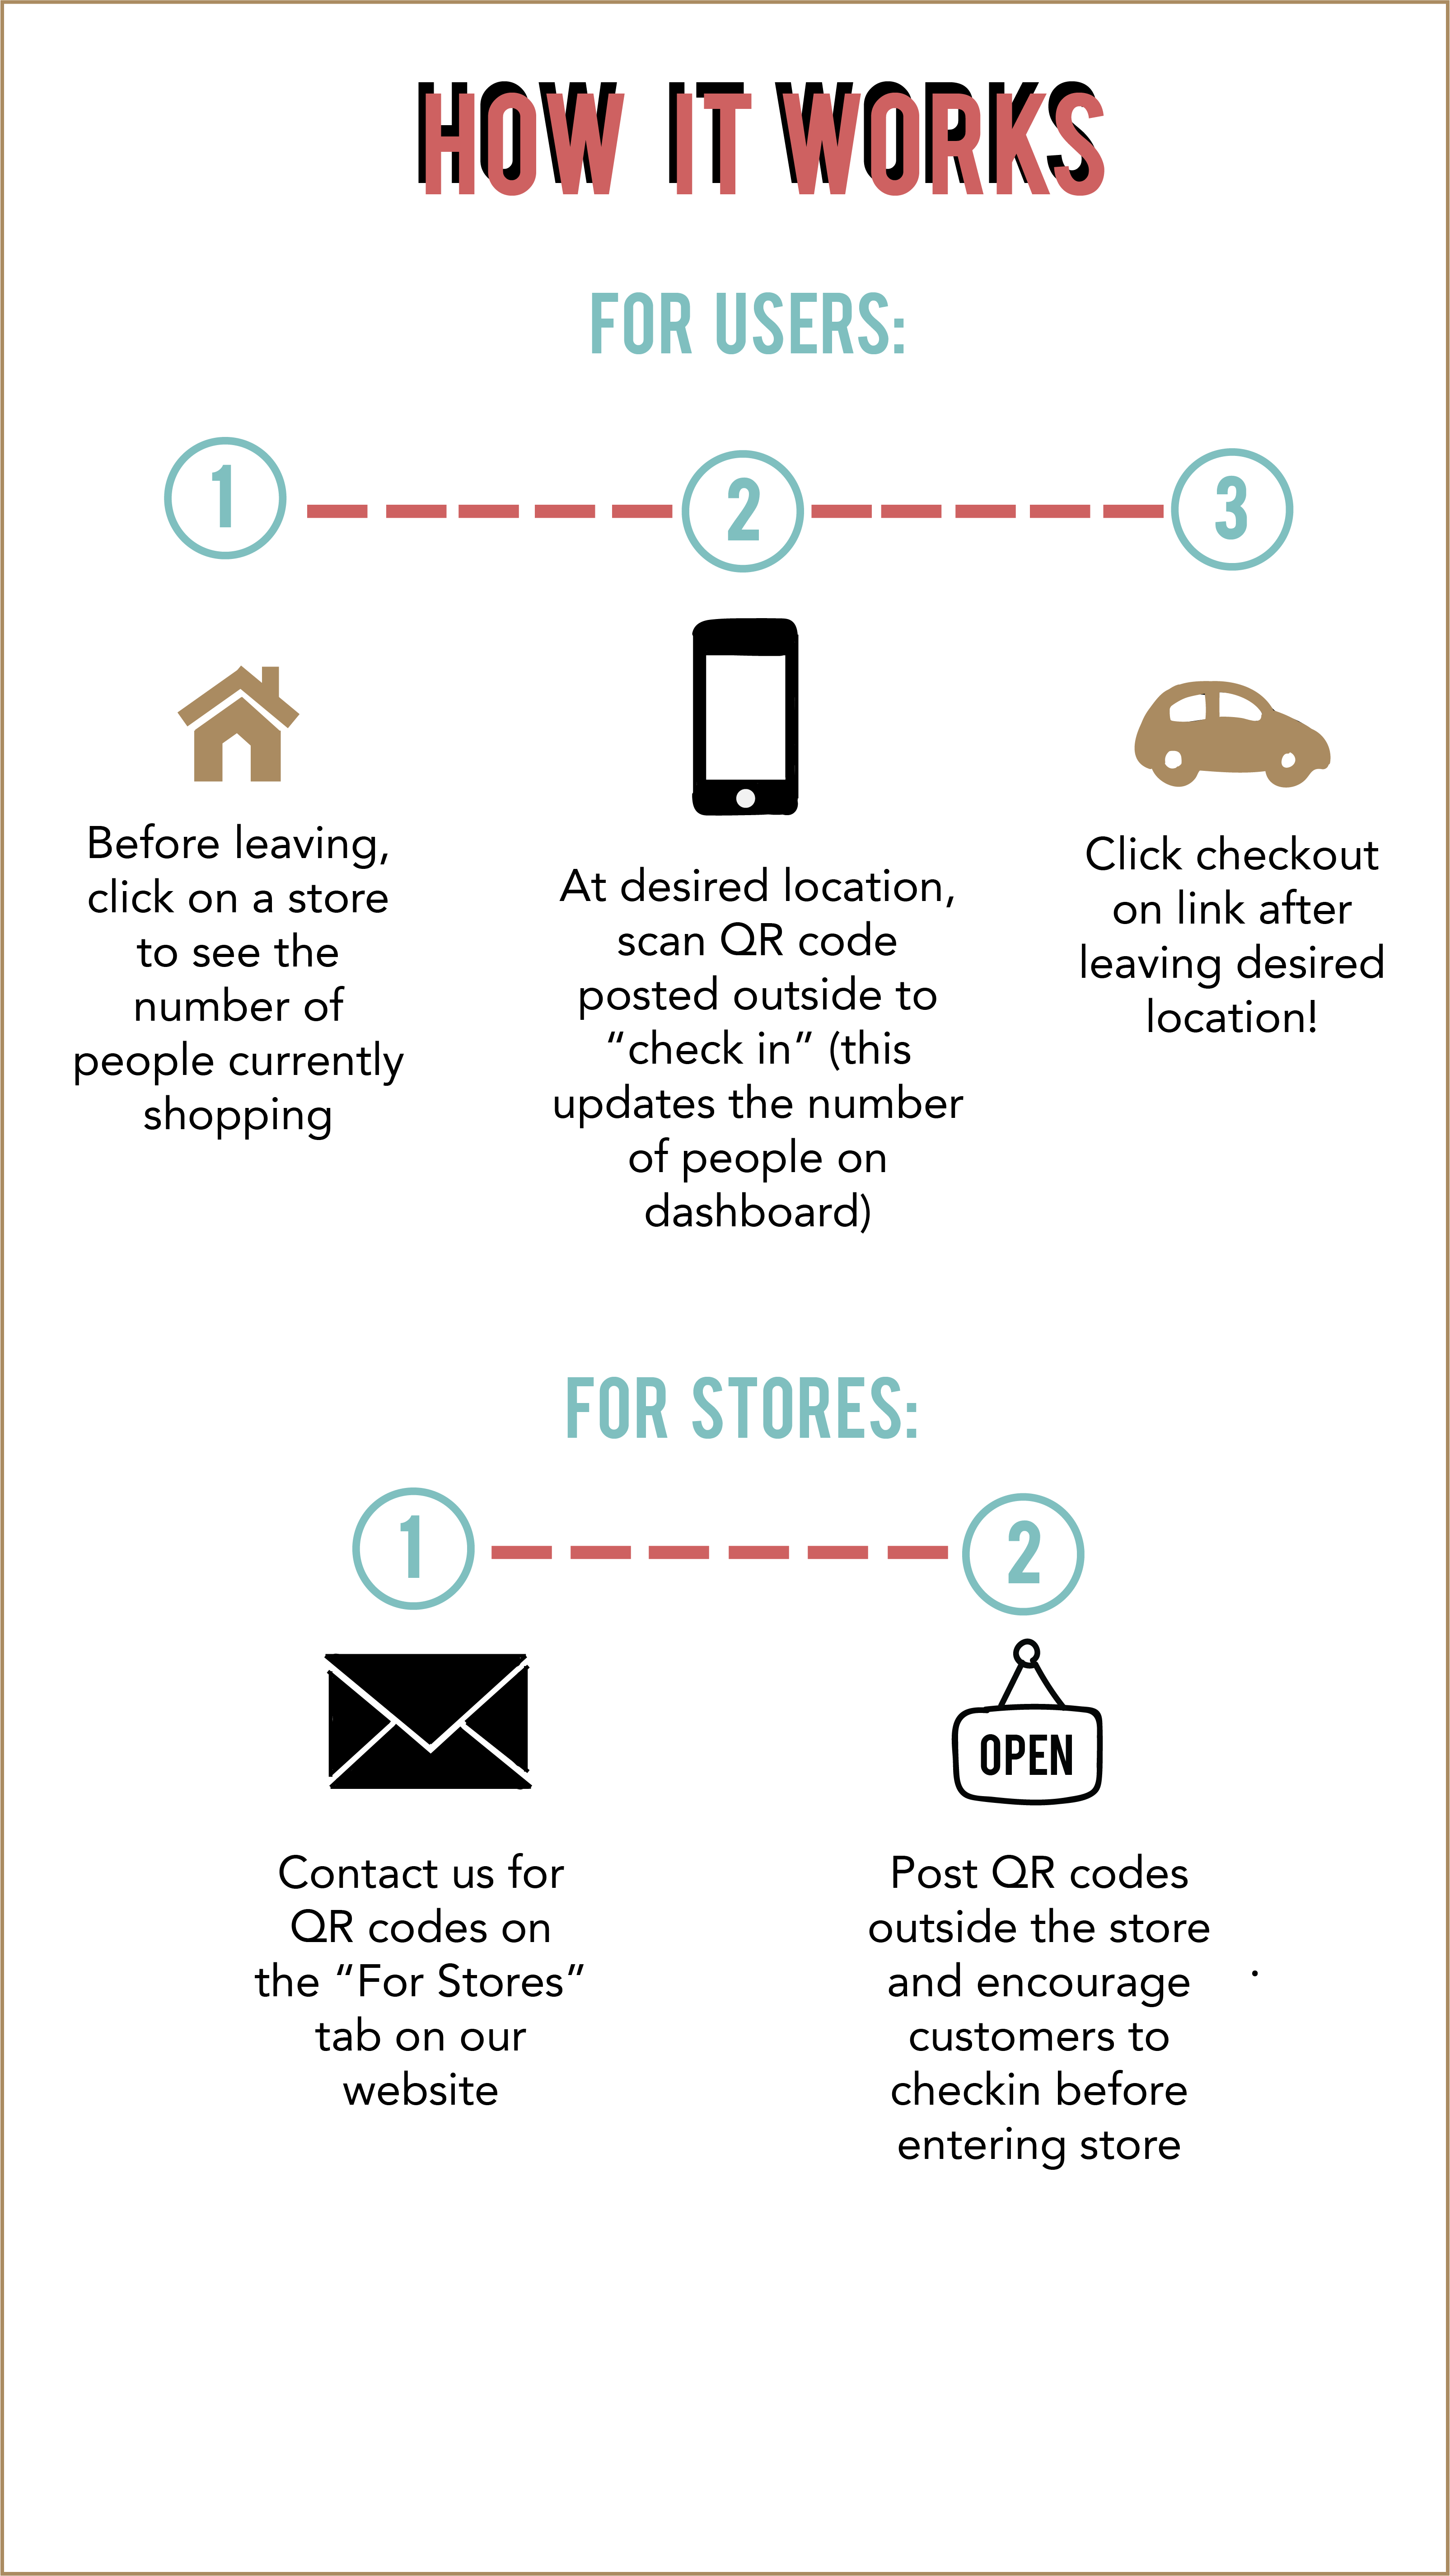 HOW IT WORKS
FOR USERS:
1
2
3
Before leaving,
click on a store
to see the
number of
people currently
shopping
At desired location,
scan QR code
posted outside to
“check in” (this
updates the number
of people on
dashboard)
Click checkout
on link after
leaving desired
location!
FOR STORES:
1
2
OPEN
Contact us for
QR codes on
the “For Stores”
tab on our
website
Post QR codes
outside the store
and encourage
customers to
checkin before
entering store
.